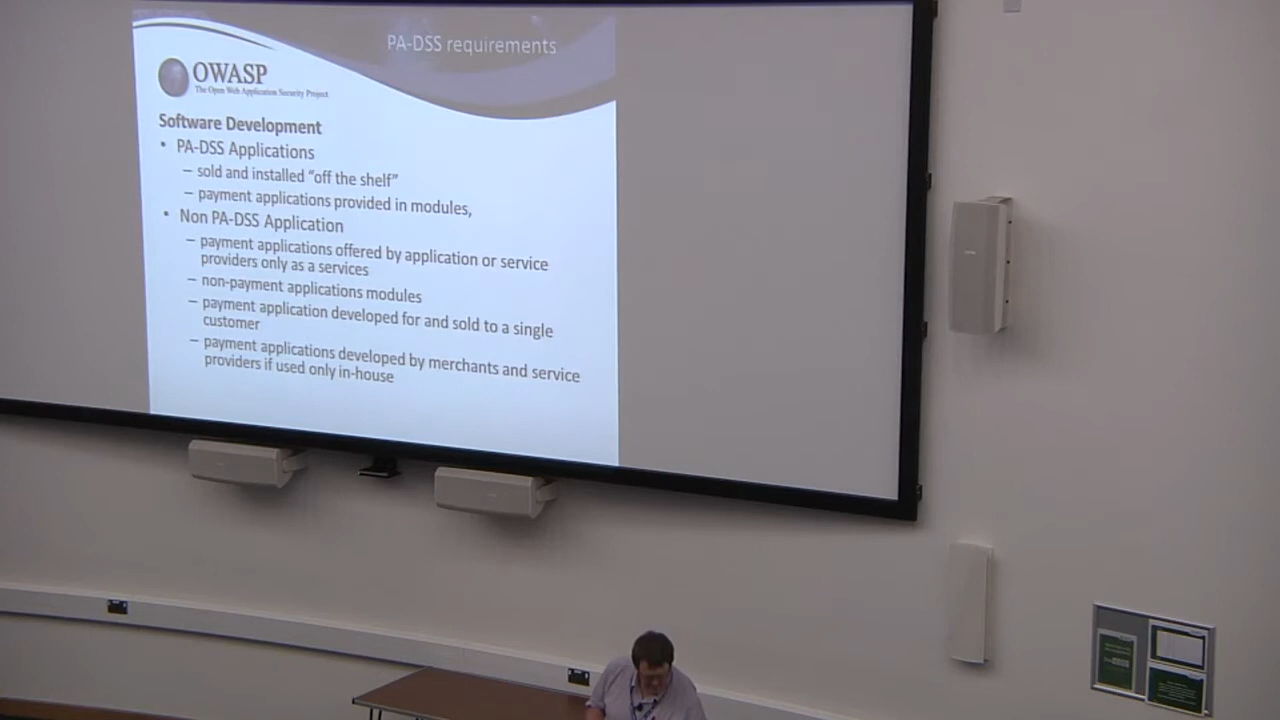 PA-DSS requirements
OWASP
The Open Web Application Security Project
Software Development
• PA-DSS Applications
– sold and installed “off the shelf”
– payment applications provided in modules,
• Non PA-DSS Application
– payment applications offered by application or service
providers only as a services
– non-payment applications modules
– payment application developed for and sold to a single
customer
– payment applications developed by merchants and service
providers if used only in-house